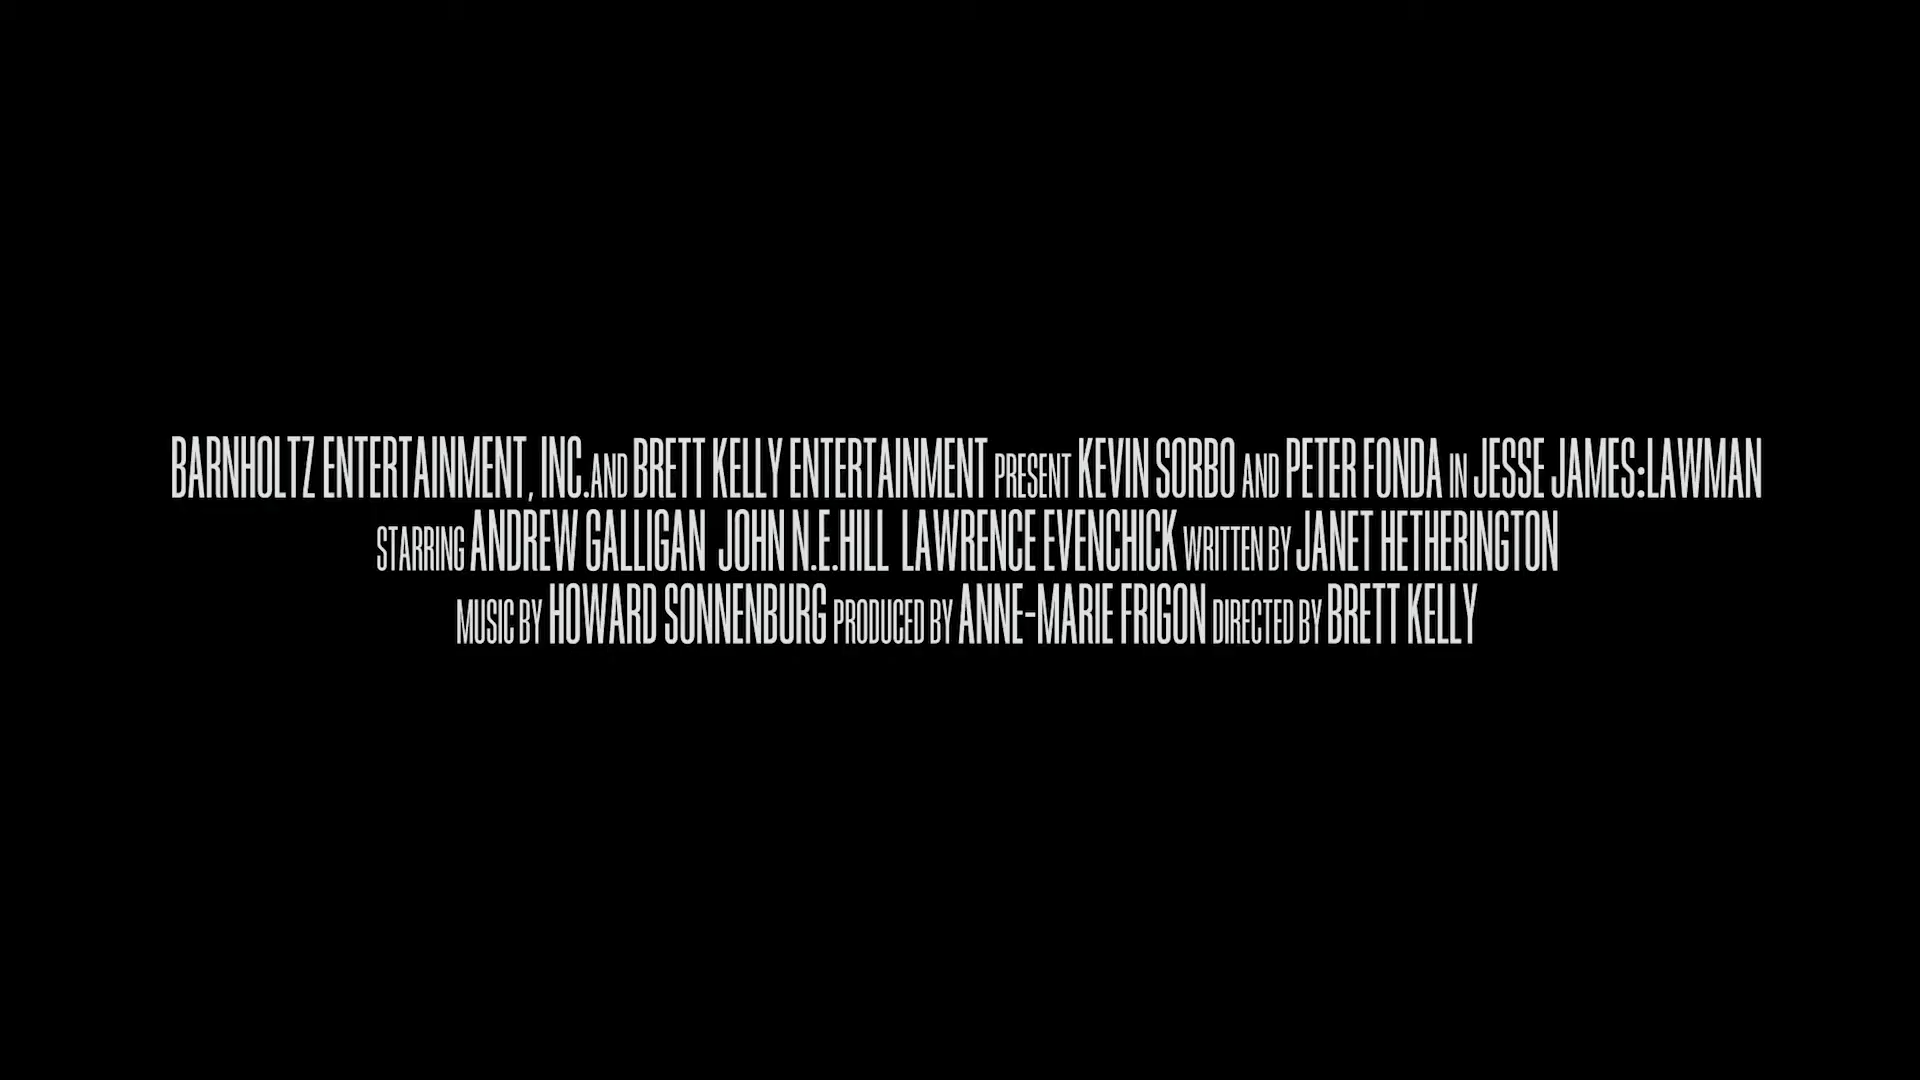 BARNHOLTZ ENTERTAINMENT, INC. AND BRETT KELLY ENTERTAINMENT PRESENT KEVIN SORBO AND PETER FONDA IN JESSE JAMES:LAWMAN
STARRING ANDREW GALLIGAN JOHN N.E.HILL LAWRENCE EVENCHICK WRITTEN BY JANET HETHERINGTON
MUSIC BY HOWARD SONNENBURG PRODUCED BY ANNE-MARIE FRIGON DIRECTED BY BRETT KELLY